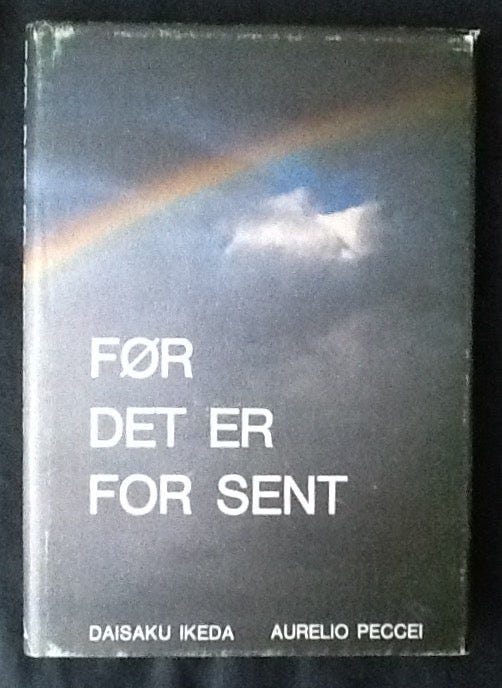 FØR
DET ER
FOR SENT
DAISAKU IKEDA AURELIO PECCEI